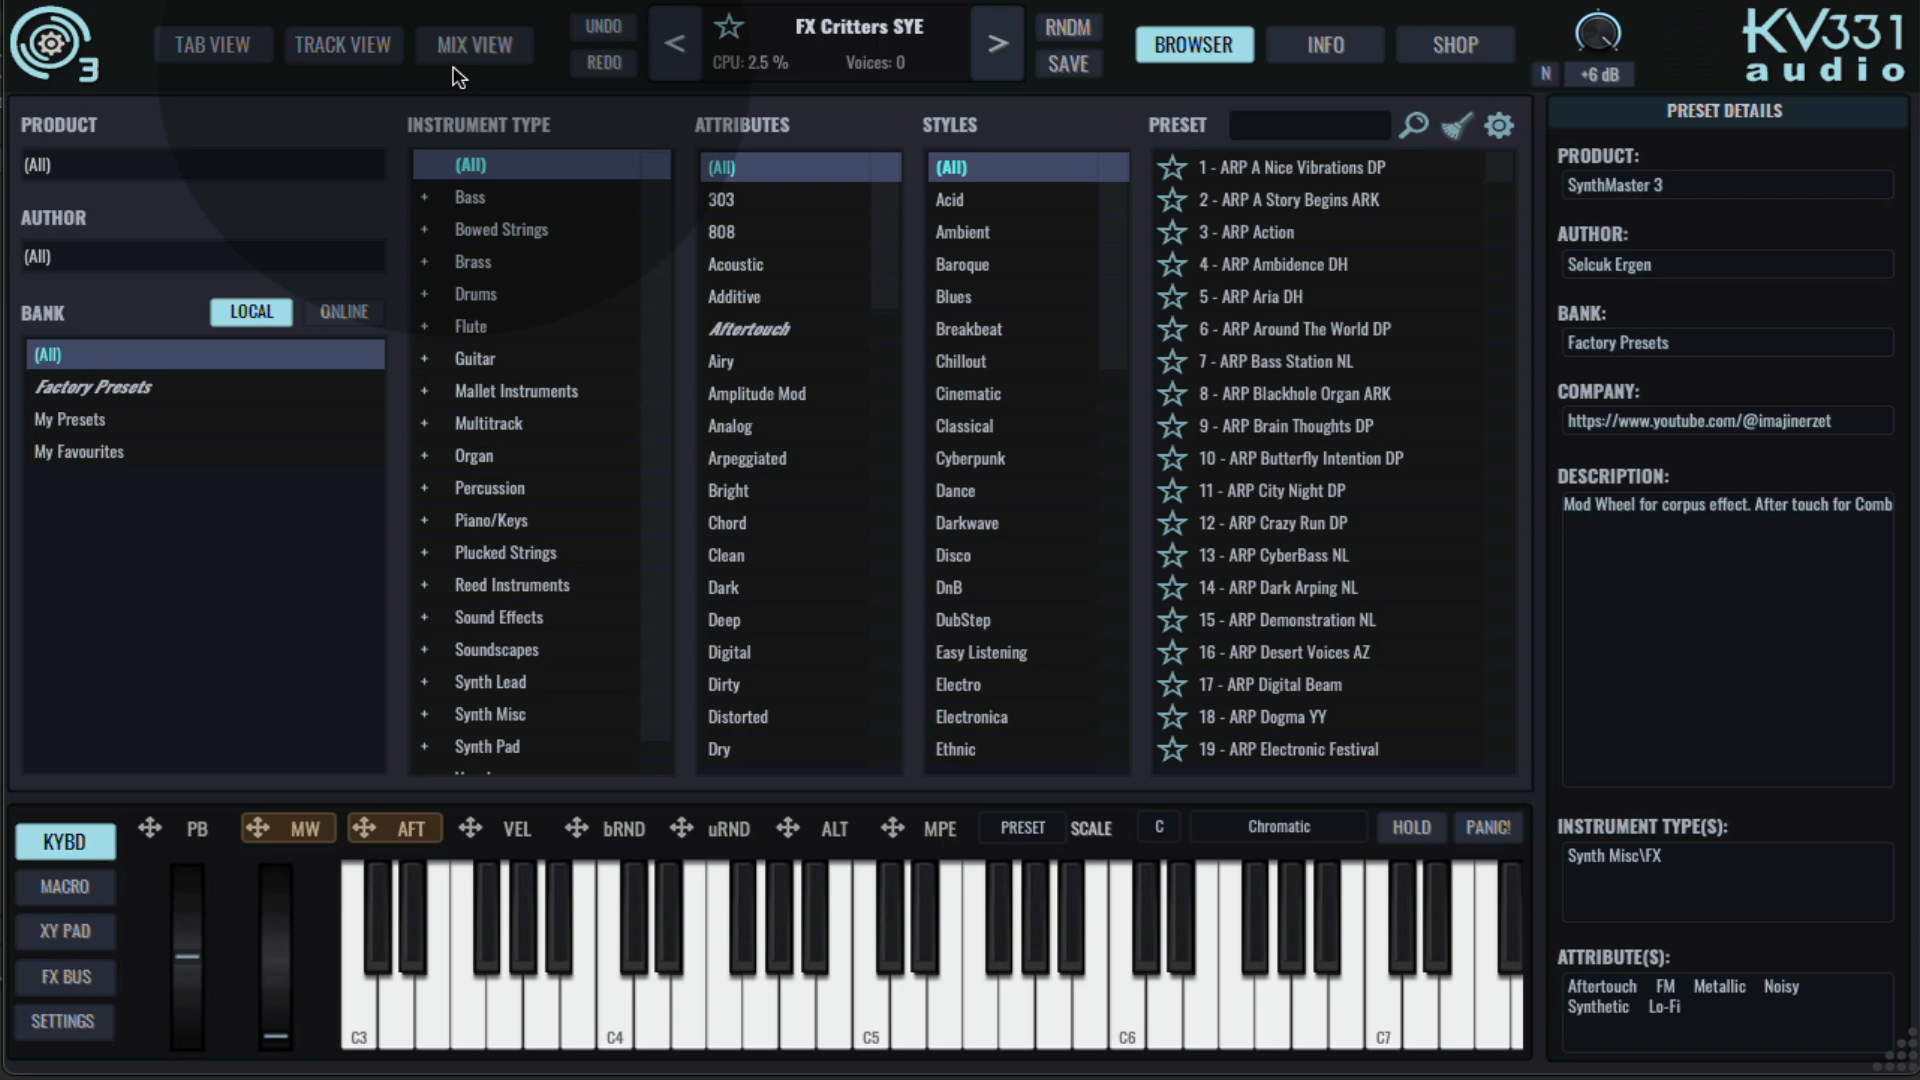 3
TAB VIEW
TRACK VIEW
MIX VIEW
UNDO
REDO
<
FX Critters SYE
CPU: 2.5 %
Voices: 0
>
RNDM
SAVE
BROWSER
INFO
SHOP
N
+6 dB
KV331
audio
PRODUCT
(All)
AUTHOR
(All)
BANK
LOCAL
ONLINE
(All)
Factory Presets
My Presets
My Favourites
INSTRUMENT TYPE
(All)
+ Bass
+ Bowed Strings
+ Brass
+ Drums
+ Flute
+ Guitar
+ Mallet Instruments
+ Multitrack
+ Organ
+ Percussion
+ Piano/Keys
+ Plucked Strings
+ Reed Instruments
+ Sound Effects
+ Soundscapes
+ Synth Lead
+ Synth Misc
+ Synth Pad
ATTRIBUTES
(All)
303
808
Acoustic
Additive
Aftertouch
Airy
Amplitude Mod
Analog
Arpeggiated
Bright
Chord
Clean
Dark
Deep
Digital
Dirty
Distorted
Dry
STYLES
(All)
Acid
Ambient
Baroque
Blues
Breakbeat
Chillout
Cinematic
Classical
Cyberpunk
Dance
Darkwave
Disco
DnB
DubStep
Easy Listening
Electro
Electronica
Ethnic
PRESET
1 - ARP A Nice Vibrations DP
2 - ARP A Story Begins ARK
3 - ARP Action
4 - ARP Ambidence DH
5 - ARP Aria DH
6 - ARP Around The World DP
7 - ARP Bass Station NL
8 - ARP Blackhole Organ ARK
9 - ARP Brain Thoughts DP
10 - ARP Butterfly Intention DP
11 - ARP City Night DP
12 - ARP Crazy Run DP
13 - ARP CyberBass NL
14 - ARP Dark Arping NL
15 - ARP Demonstration NL
16 - ARP Desert Voices AZ
17 - ARP Digital Beam
18 - ARP Dogma YY
19 - ARP Electronic Festival
PRESET DETAILS
PRODUCT:
SynthMaster 3
AUTHOR:
Selcuk Ergen
BANK:
Factory Presets
COMPANY:
https://www.youtube.com/@imajinerzet
DESCRIPTION:
Mod Wheel for corpus effect. After touch for Comb
INSTRUMENT TYPE(S):
Synth Misc\FX
ATTRIBUTE(S):
Aftertouch FM Metallic Noisy
Synthetic Lo-Fi
KYBD
MACRO
XY PAD
FX BUS
SETTINGS
PB
MW
AFT
VEL
bRND
uRND
ALT
MPE
PRESET
SCALE
C
Chromatic
HOLD
PANIC!
C3
C4
C5
C6
C7